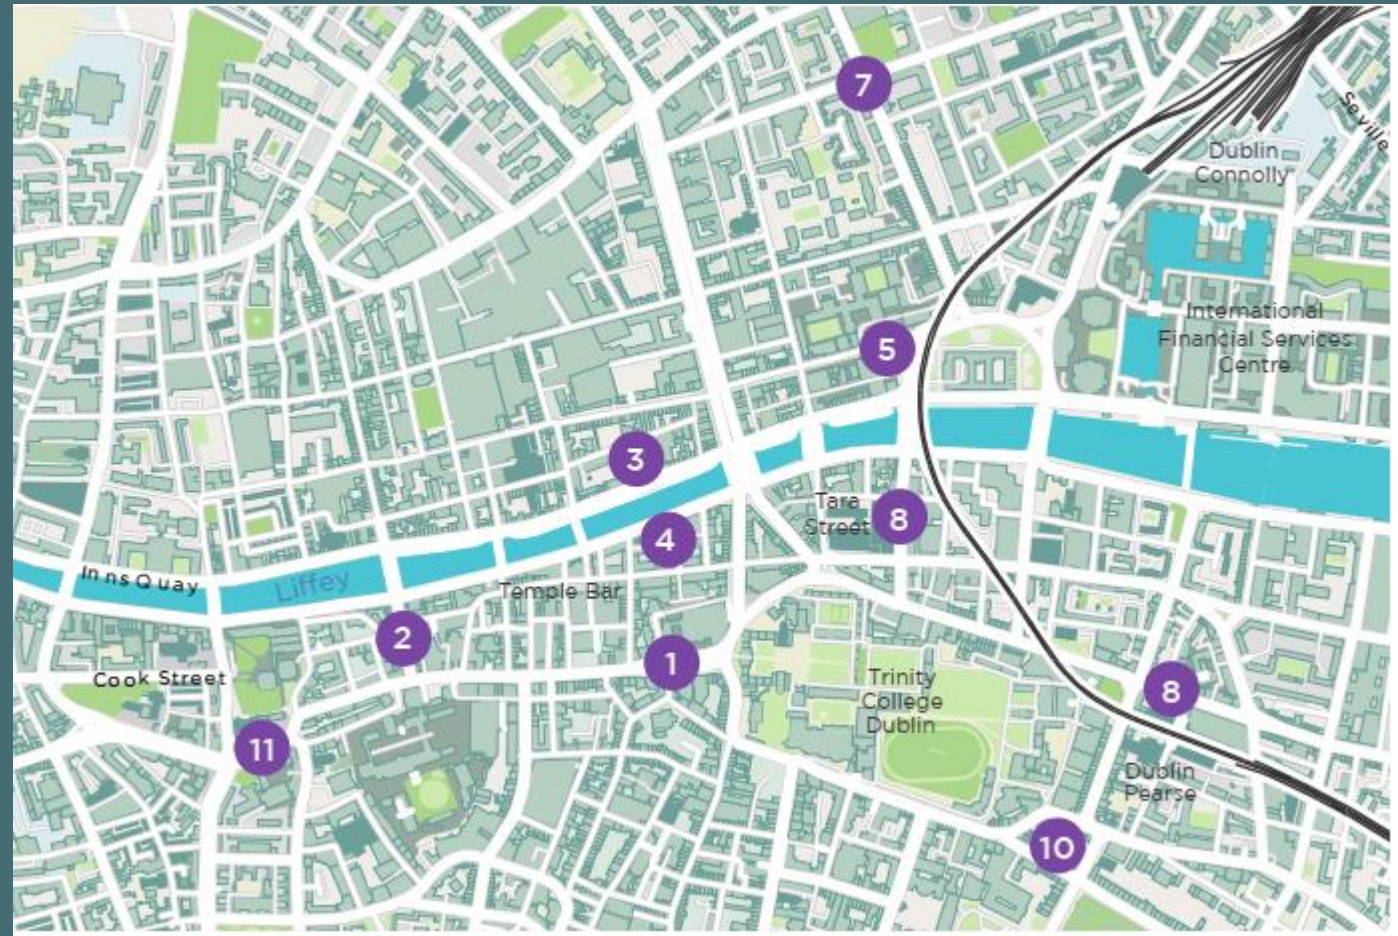 7
Seville
Dublin
Connolly
International
Financial Services
Centre
5
3
Tara
Street
8
4
Inns Quay
Liffey
Temple Bar
2
1
Cook Street
Trinity
College
Dublin
8
11
Dublin
Pearse
10